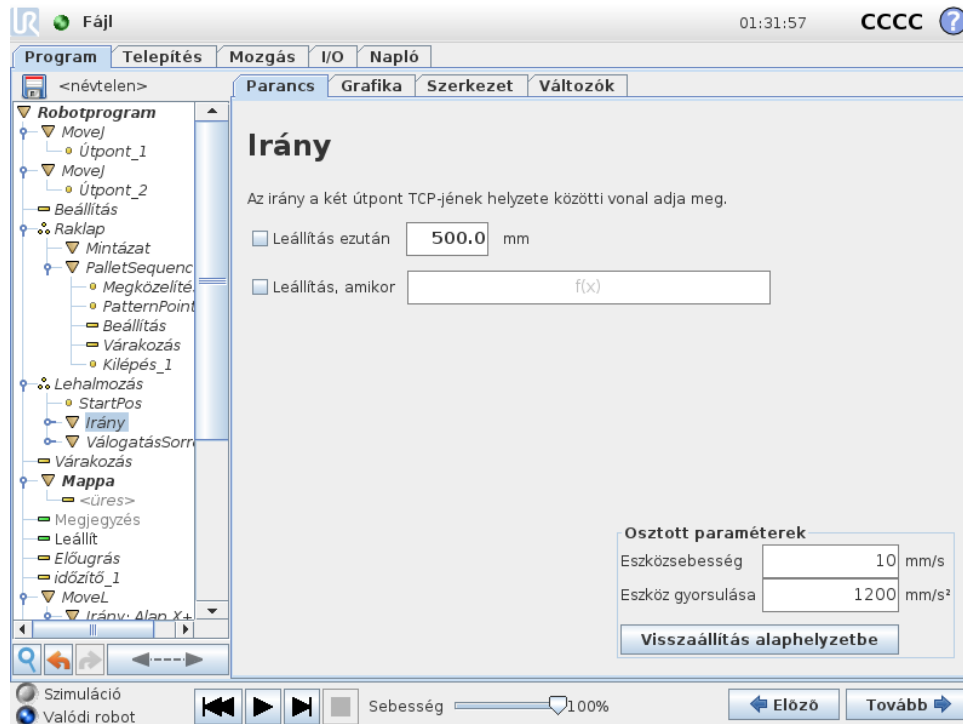 UR Fájl 01:31:57 CCCC ?
Program Telepítés Mozgás I/O Napló
<névtelen>
Parancs Grafika Szerkezet Változók
Robotprogram
MoveJ
Útpont_1
MoveJ
Útpont_2
Beállítás
Raklap
Mintázat
PalletSequenc
Megközelíté
PatternPoint
Beállítás
Várakozás
Kilépés_1
Lehalmozás
StartPos
Irány
VálogatásSorr
Várakozás
Mappa
<üres>
Megjegyzés
Leállít
Előugrás
időzítő_1
MoveL
Irány: Alap X+
Irány
Az irány a két útpont TCP-jének helyzete közötti vonal adja meg.
Leállítás ezután 500.0 mm
Leállítás, amikor f(x)
Osztott paraméterek
Eszközsebesség 10 mm/s
Eszköz gyorsulása 1200 mm/s²
Visszaállítás alaphelyzetbe
Szimuláció
Valódi robot
Sebesség 100%
Előző Tovább